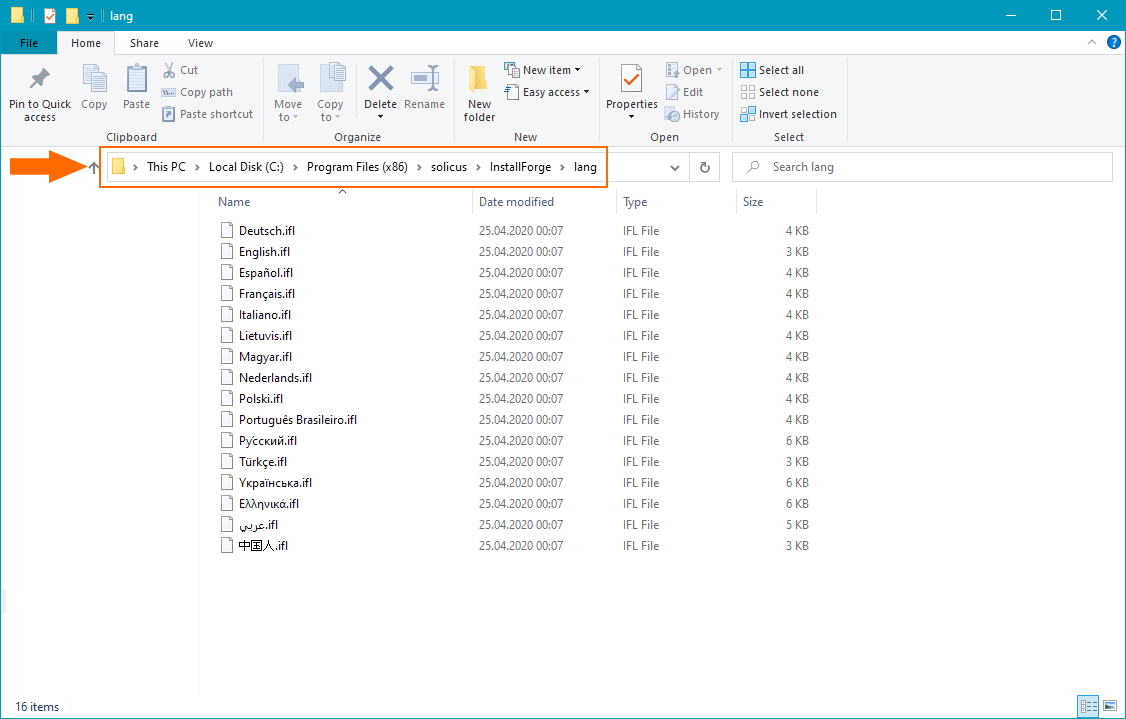 lang
File Home Share View
Pin to Quick access
Copy
Paste
Cut
Copy path
Paste shortcut
Clipboard
Move to
Copy to
Delete
Rename
Organize
New folder
New item
Easy access
New
Properties
Open
Edit
History
Open
Select all
Select none
Invert selection
Select
This PC > Local Disk (C:) > Program Files (x86) > solicus > InstallForge > lang
Search lang
Name Date modified Type Size
Deutsch.ifl 25.04.2020 00:07 IFL File 4 KB
English.ifl 25.04.2020 00:07 IFL File 3 KB
Español.ifl 25.04.2020 00:07 IFL File 4 KB
Français.ifl 25.04.2020 00:07 IFL File 4 KB
Italiano.ifl 25.04.2020 00:07 IFL File 4 KB
Lietuvis.ifl 25.04.2020 00:07 IFL File 4 KB
Magyar.ifl 25.04.2020 00:07 IFL File 4 KB
Nederlands.ifl 25.04.2020 00:07 IFL File 4 KB
Polski.ifl 25.04.2020 00:07 IFL File 4 KB
Português Brasileiro.ifl 25.04.2020 00:07 IFL File 4 KB
Ру́сский.ifl 25.04.2020 00:07 IFL File 6 KB
Türkçe.ifl 25.04.2020 00:07 IFL File 3 KB
Українська.ifl 25.04.2020 00:07 IFL File 6 KB
Ελληνικά.ifl 25.04.2020 00:07 IFL File 6 KB
عربي.ifl 25.04.2020 00:07 IFL File 5 KB
中国人.ifl 25.04.2020 00:07 IFL File 3 KB
16 items